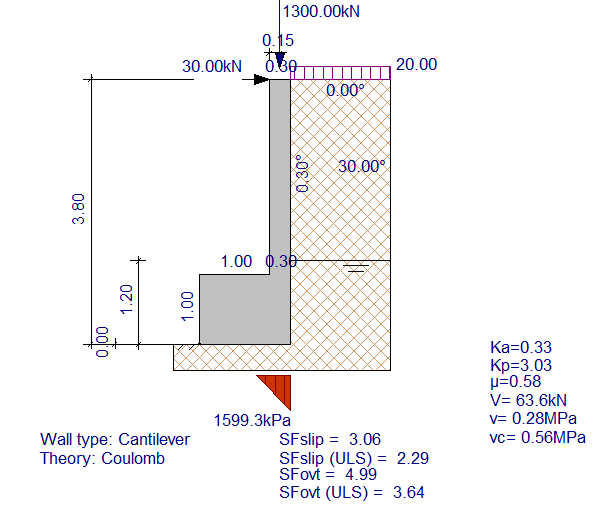 1300.00kN
0.15
30.00kN
0.30
20.00
0.00°
30.00°
0.30°
3.80
1.00
0.30
1.20
1.00
0.00
Ka=0.33
Kp=3.03
µ=0.58
V= 63.6kN
v= 0.28MPa
vc= 0.56MPa
1599.3kPa
Wall type: Cantilever
Theory: Coulomb
SFslip = 3.06
SFslip (ULS) = 2.29
SFovt = 4.99
SFovt (ULS) = 3.64